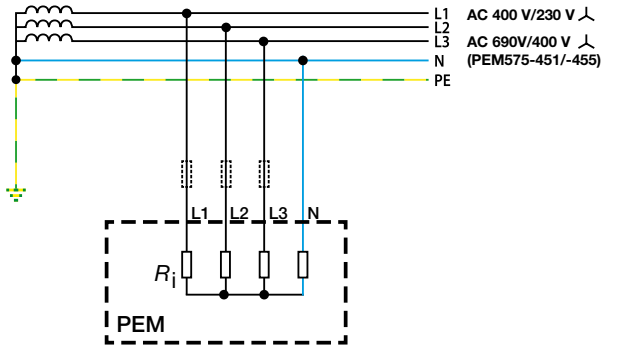 L1 AC 400 V/230 V
L2
L3 AC 690V/400 V
N (PEM575-451/-455)
PE
L1 L2 L3 N
Ri
PEM